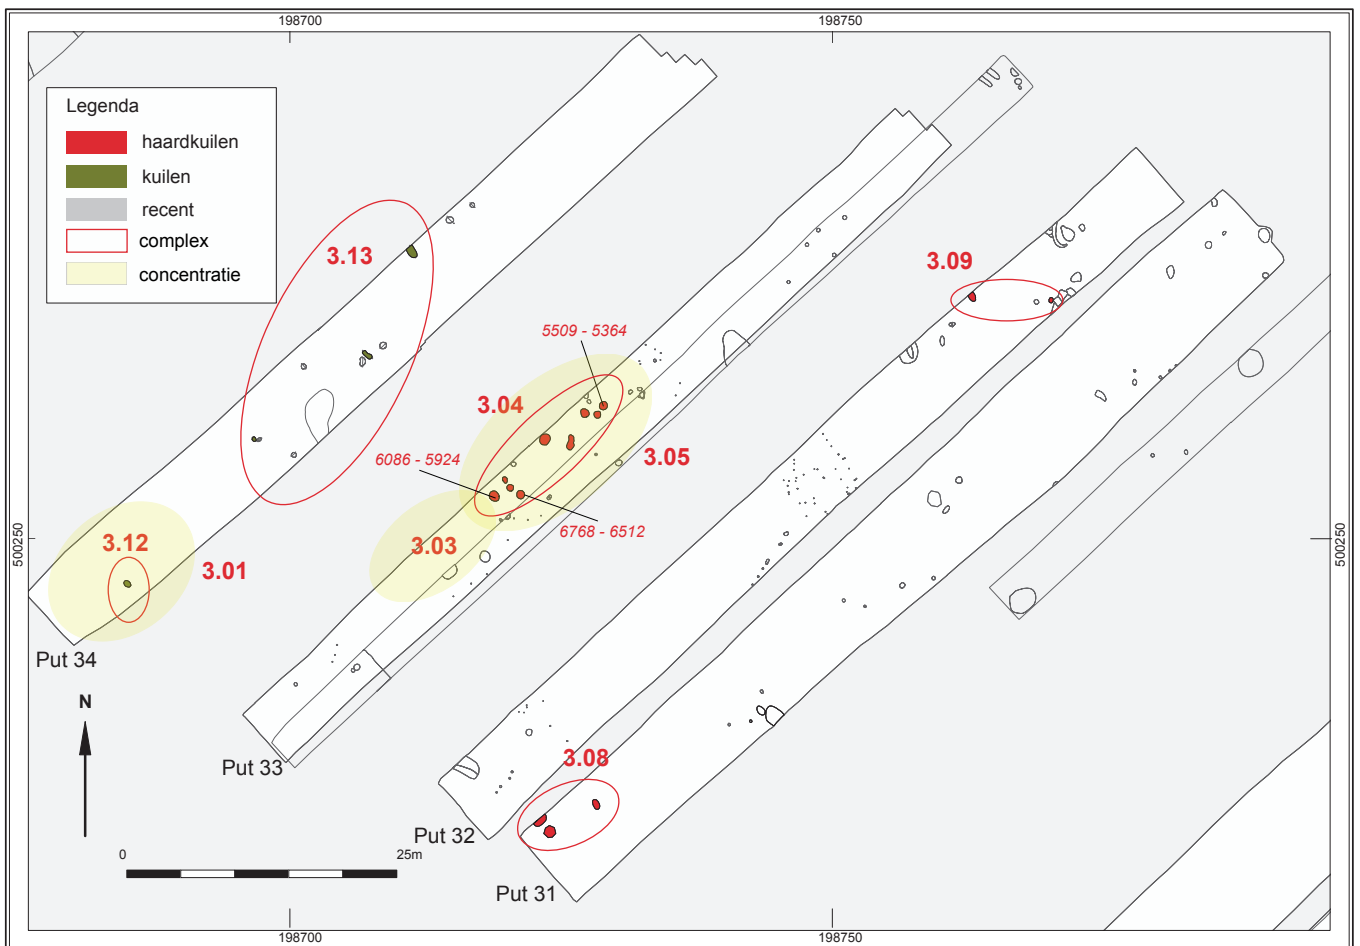 198700
198750
Legenda
haardkuilen
kuilen
recent
complex
concentratie
3.13
3.09
5509 - 5364
3.04
6086 - 5924
3.05
6768 - 6512
500250
500250
3.12
3.03
3.01
Put 34
N
Put 33
3.08
Put 32
0
25m
Put 31
198700
198750